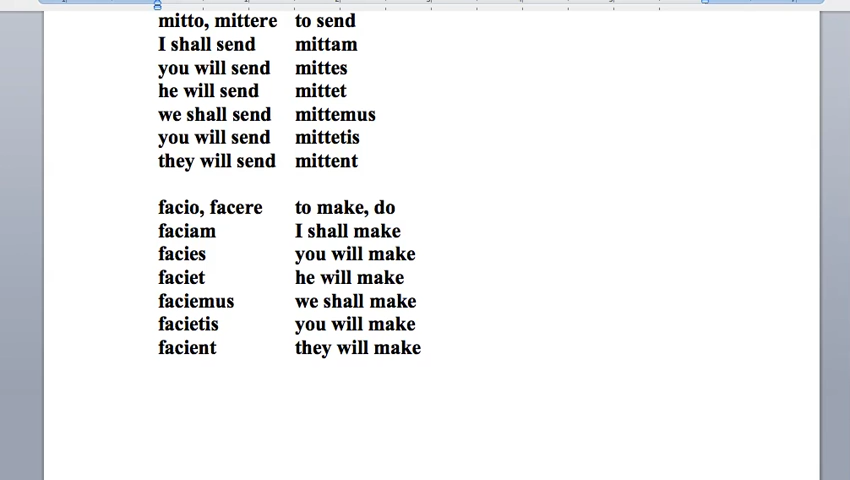 mitto, mittere to send
I shall send mittam
you will send mittes
he will send mittet
we shall send mittemus
you will send mittetis
they will send mittent
facio, facere to make, do
faciam I shall make
facies you will make
faciet he will make
faciemus we shall make
facietis you will make
facient they will make